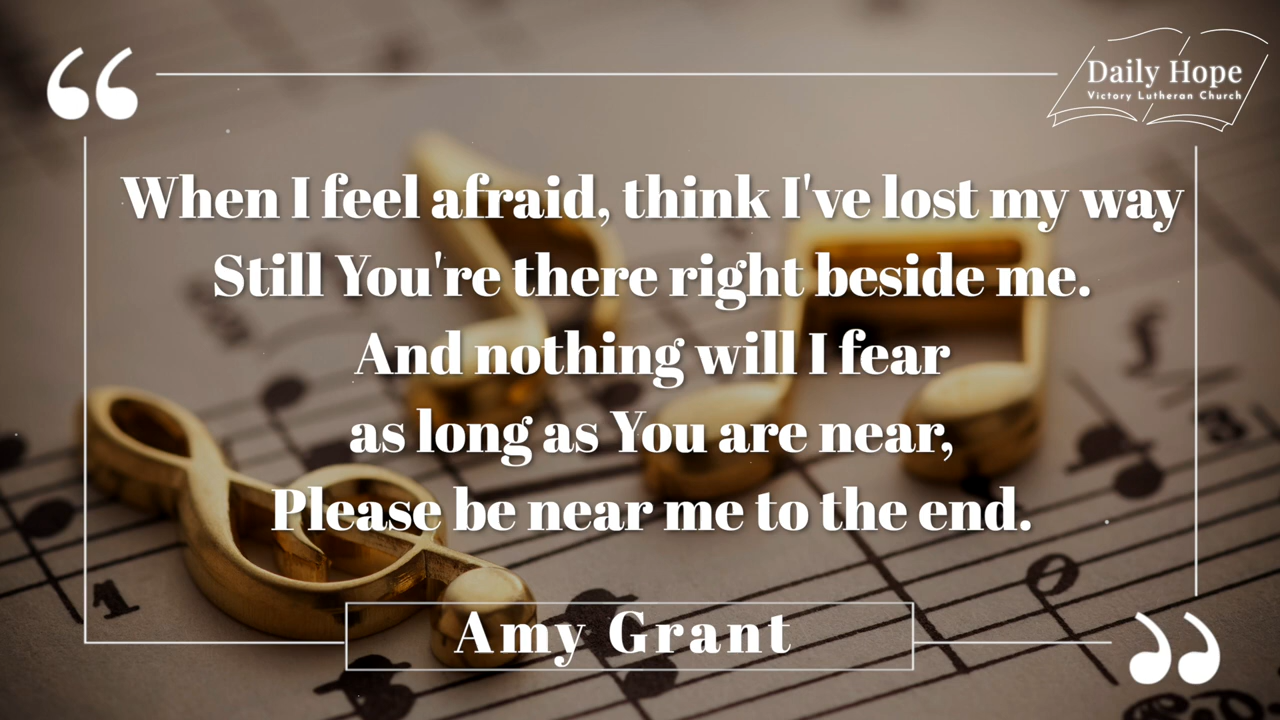 Daily Hope
Victory Lutheran Church
When I feel afraid, think I've lost my way
Still You're there right beside me.
And nothing will I fear
as long as You are near,
Please be near me to the end.
Amy Grant
1
3